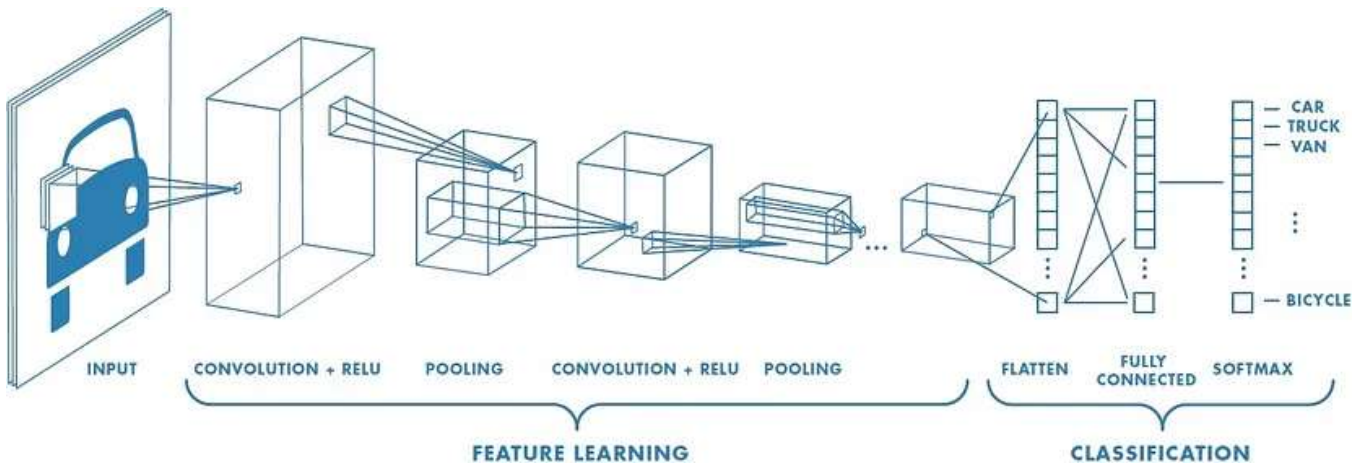 CAR
TRUCK
VAN
BICYCLE
INPUT
CONVOLUTION + RELU
POOLING
CONVOLUTION + RELU
POOLING
FLATTEN
FULLY
CONNECTED
SOFTMAX
FEATURE LEARNING
CLASSIFICATION